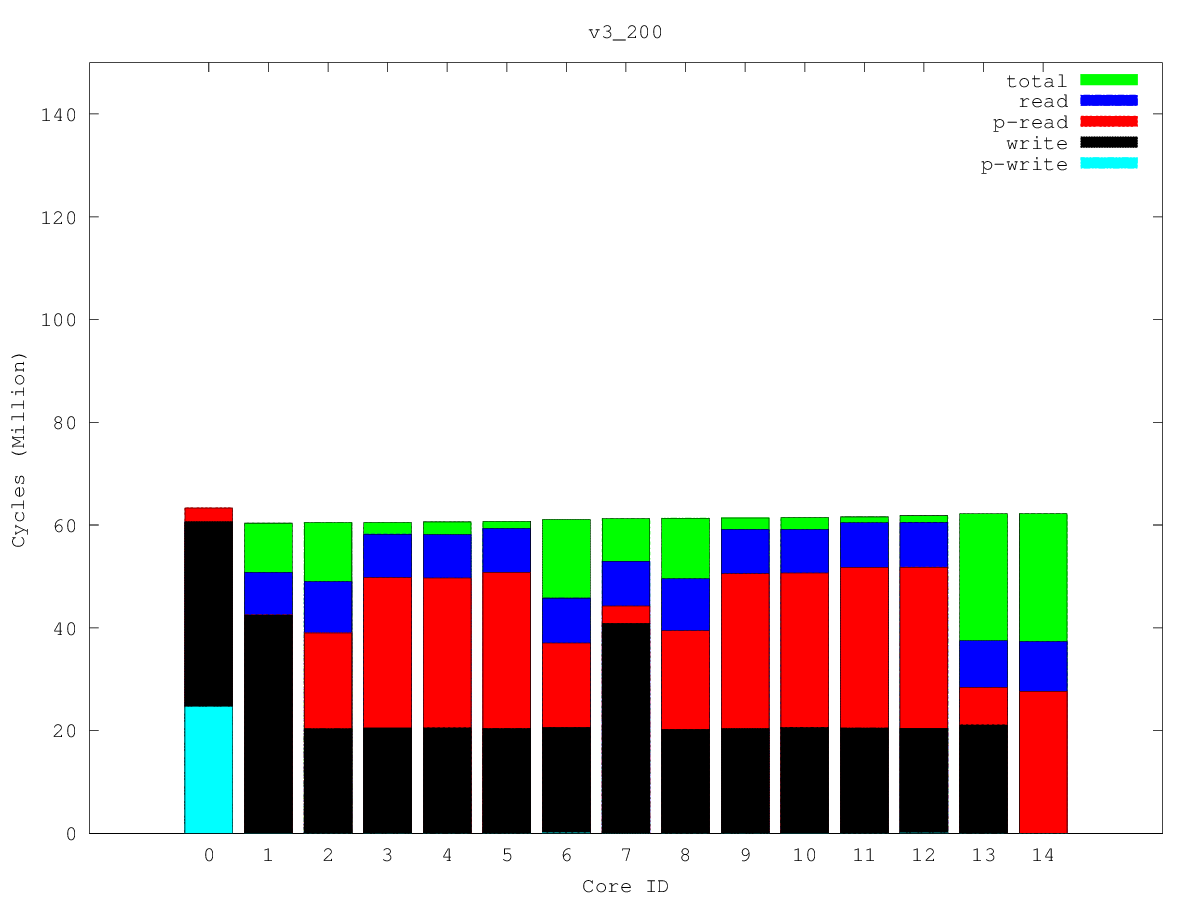 v3_200
total
read
p-read
write
p-write
140
120
100
80
60
40
20
0
Cycles (Million)
0 1 2 3 4 5 6 7 8 9 10 11 12 13 14
Core ID